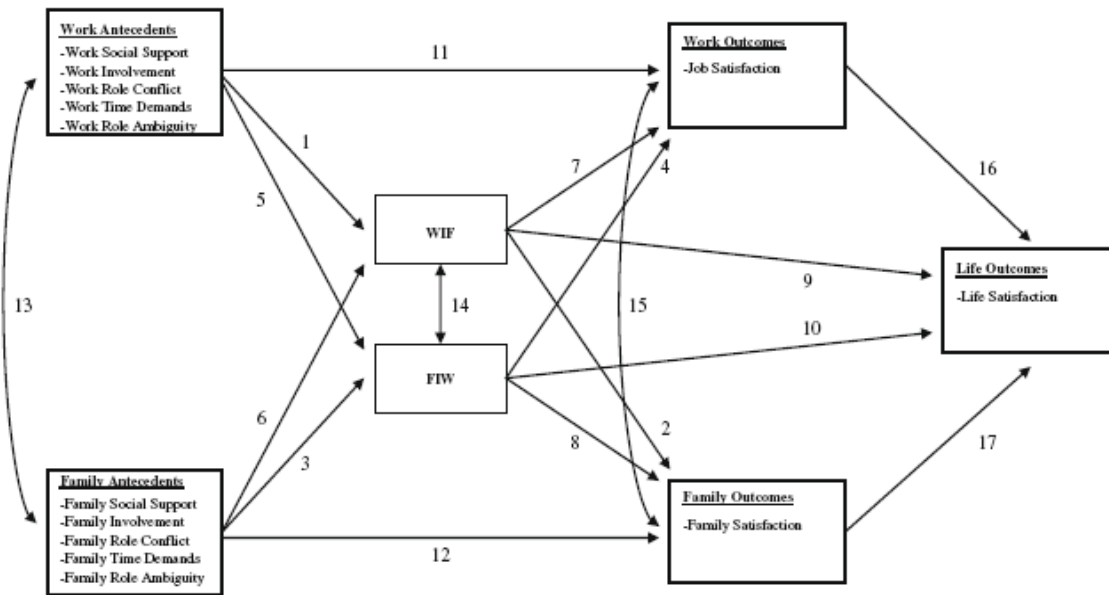 Work Antecedents
-Work Social Support
-Work Involvement
-Work Role Conflict
-Work Time Demands
-Work Role Ambiguity
11
Work Outcomes
-Job Satisfaction
1
7
4
16
5
WIF
13
14
15
9
Life Outcomes
-Life Satisfaction
10
FIW
6
3
8
2
17
Family Antecedents
-Family Social Support
-Family Involvement
-Family Role Conflict
-Family Time Demands
-Family Role Ambiguity
12
Family Outcomes
-Family Satisfaction